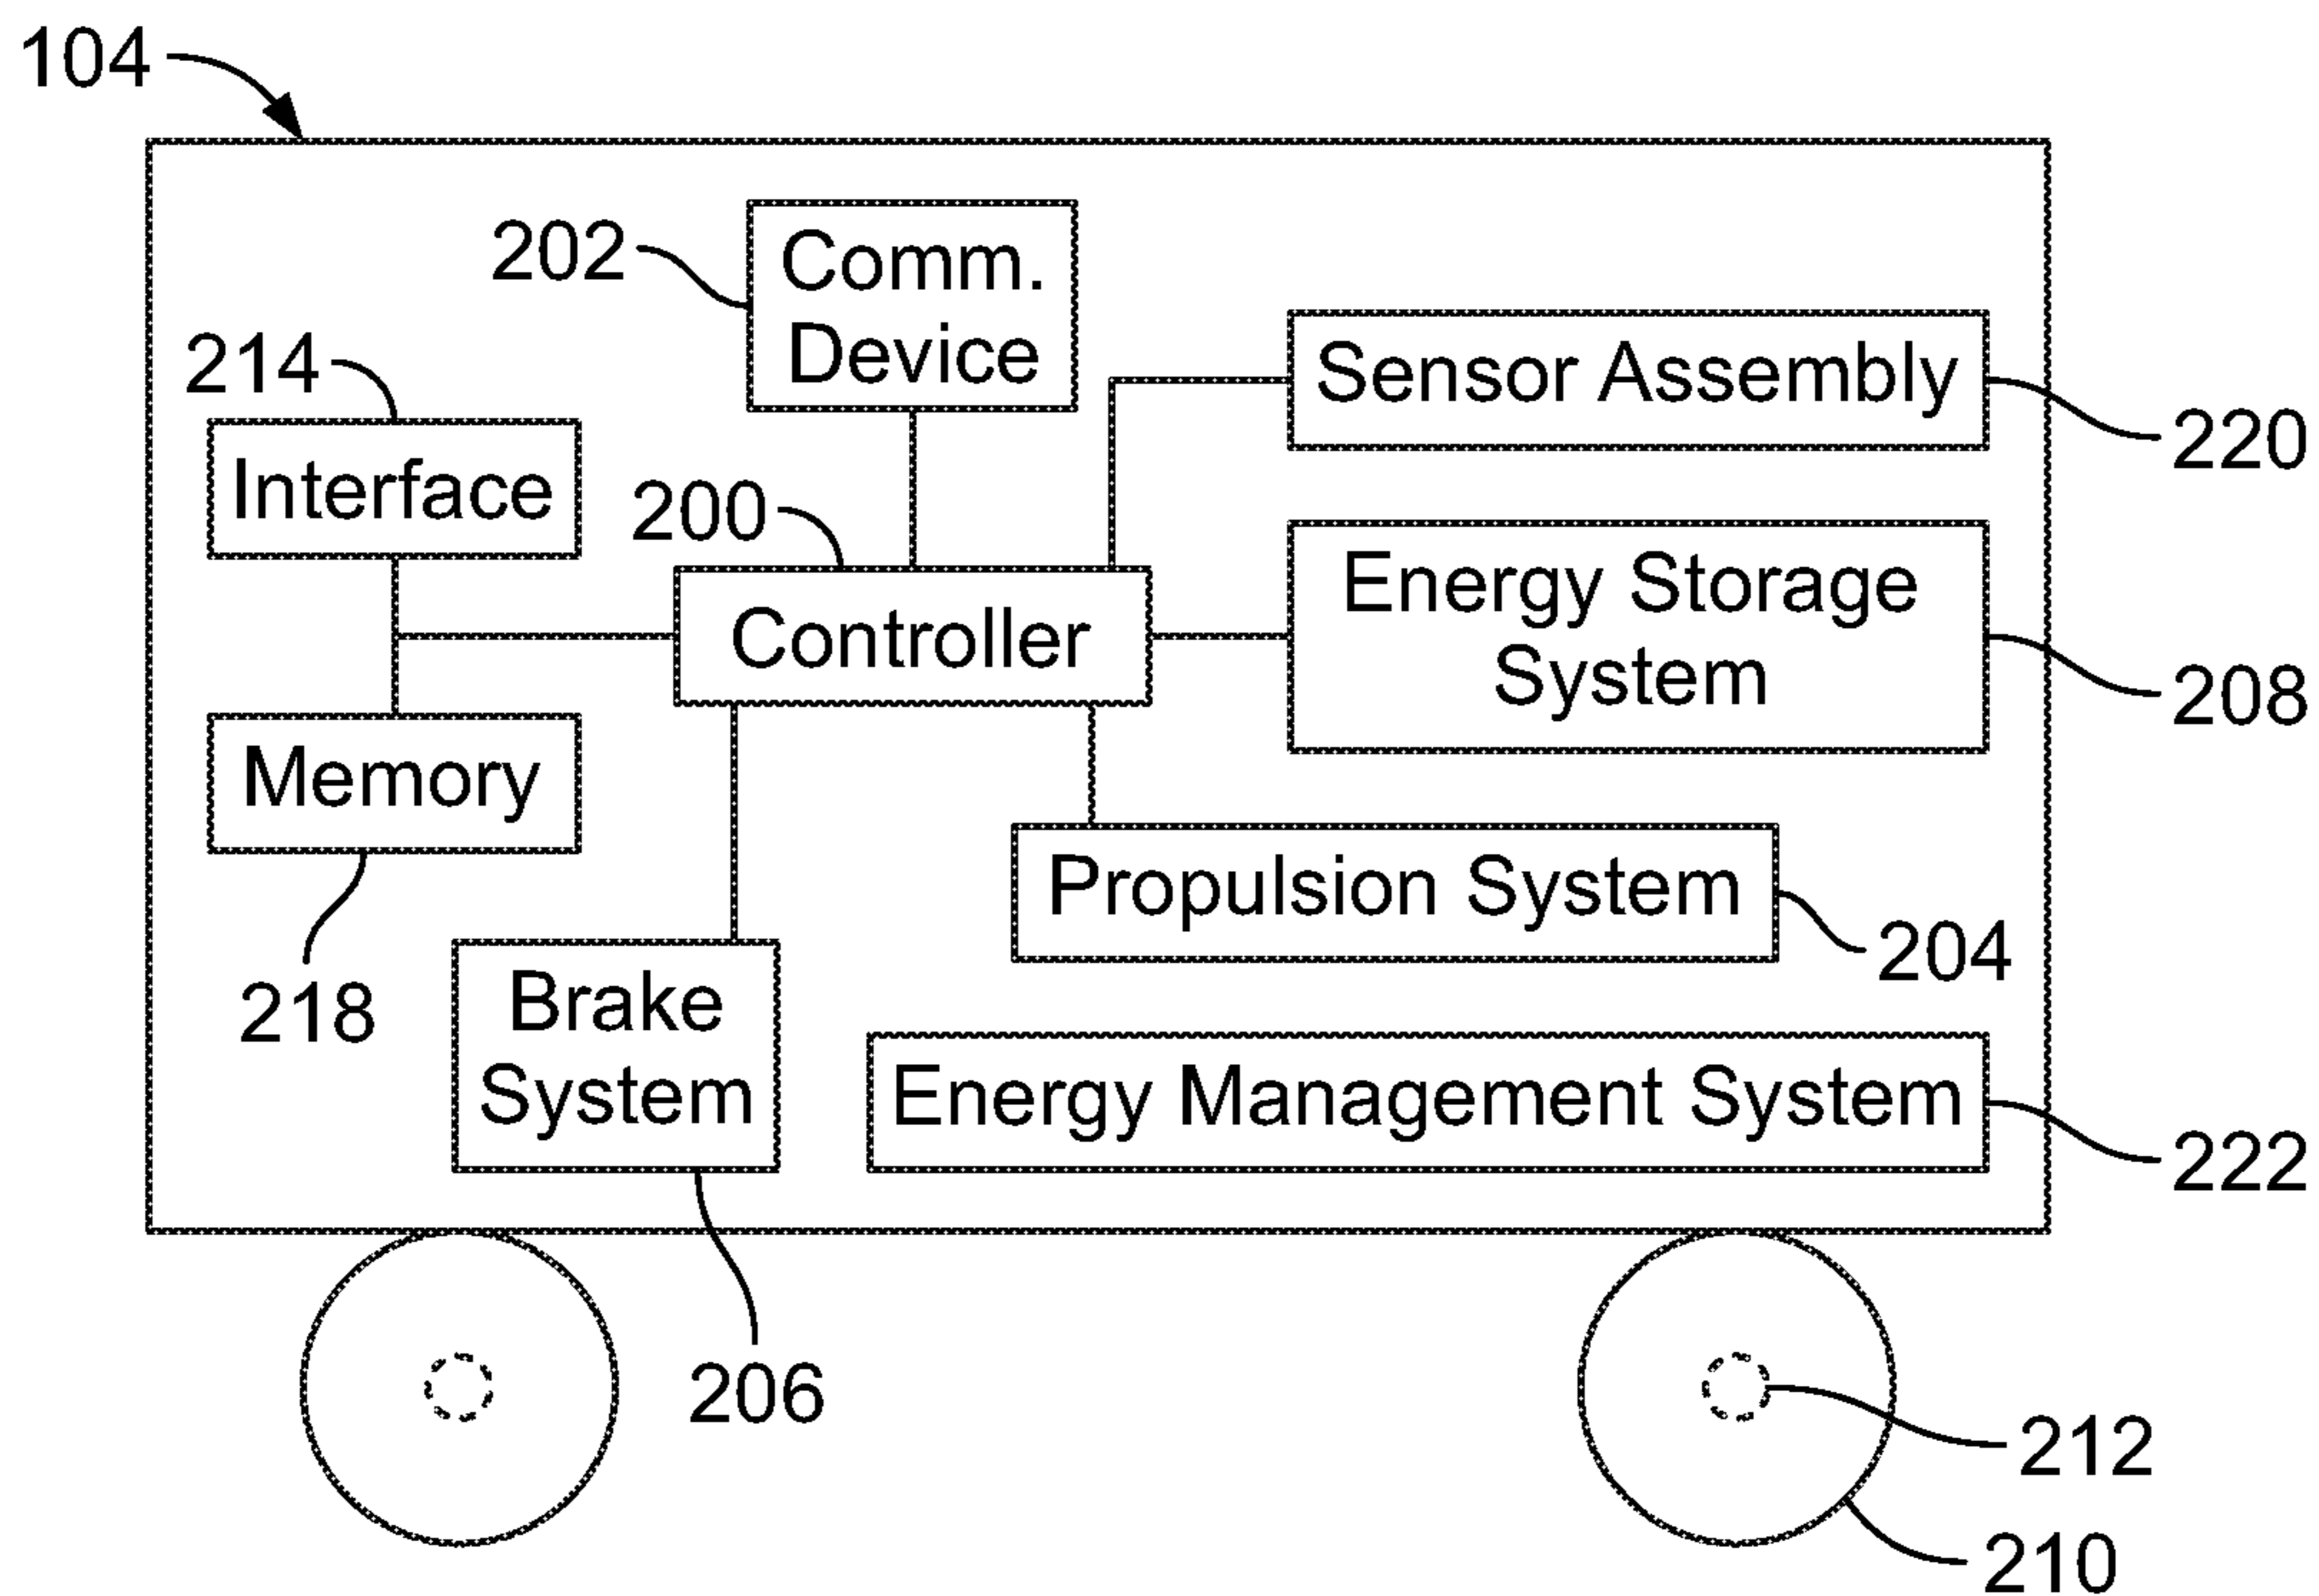 104
202
Comm.
Device
214
Sensor Assembly
220
Interface
200
Energy Storage
System
208
Controller
Memory
218
Propulsion System
204
Brake
System
206
Energy Management System
222
212
210